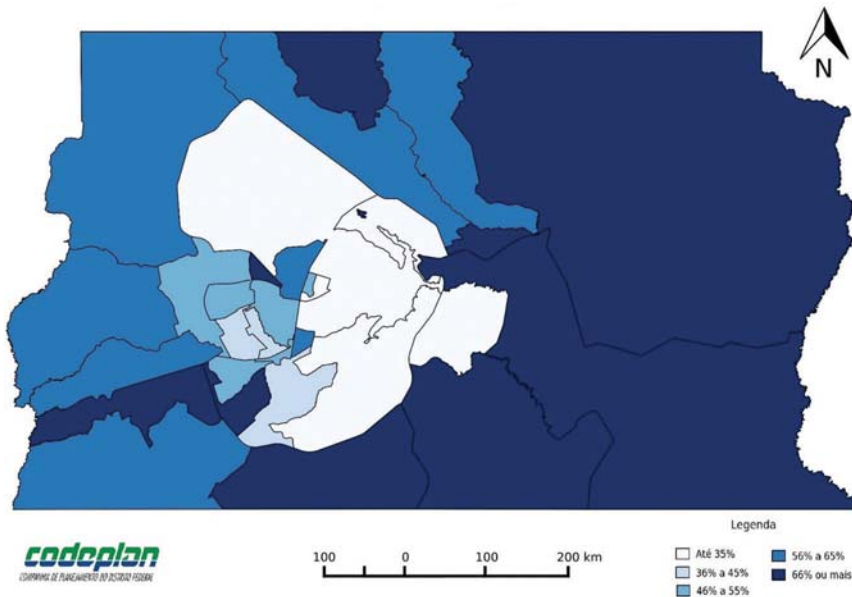 N
codeplan
COMPANHIA DE PLANEJAMENTO DO DISTRITO FEDERAL
100 0 100 200 km
Legenda
Até 35%
36% a 45%
46% a 55%
56% a 65%
66% ou mais